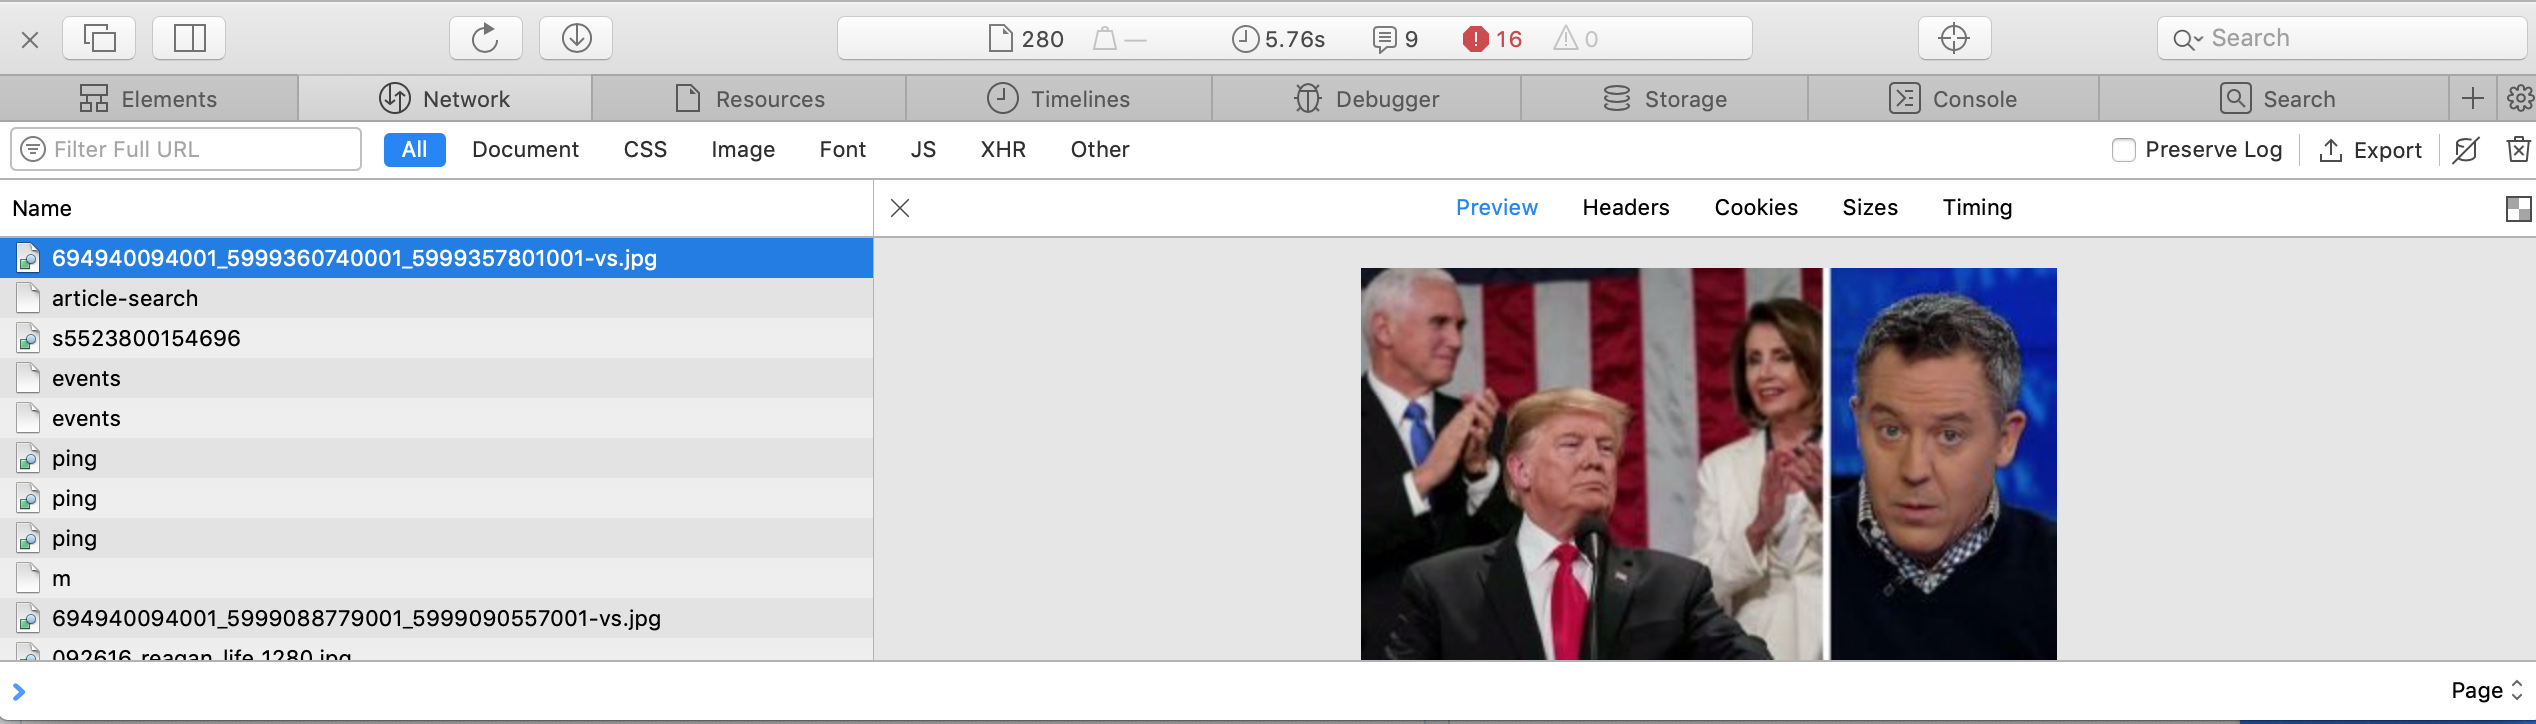 280 — 5.76s 9 16 0 Search
Elements Network Resources Timelines Debugger Storage Console Search
Filter Full URL All Document CSS Image Font JS XHR Other Preserve Log Export
Name Preview Headers Cookies Sizes Timing
694940094001_5999360740001_5999357801001-vs.jpg
article-search
s5523800154696
events
events
ping
ping
ping
m
694940094001_5999088779001_5999090557001-vs.jpg
092616_reagan_life_1280.jpg
Page